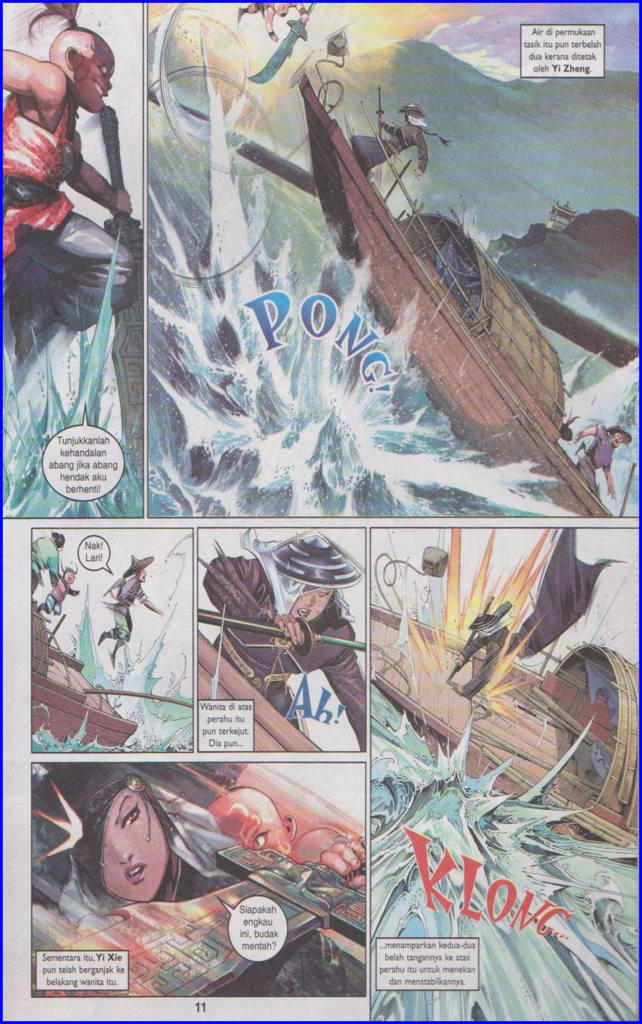 Air di permukaan
tasik itu pun terbelah
dua kerana ditetak
oleh Yi Zheng.
PONG!
Tunjukkanlah
kehandalan
abang jika abang
hendak aku
berhenti!
Nak!
Lari!
Wanita di atas
perahu itu
pun terkejut.
Dia pun...
Ah!
KLONG...
...menamparkan kedua-dua
belah tangannya ke atas
perahu itu untuk menekan
dan menstabilkannya.
Siapakah
engkau
ini, budak
mentah?
Sementara itu, Yi Xie
pun telah berganjak ke
belakang wanita itu.
11